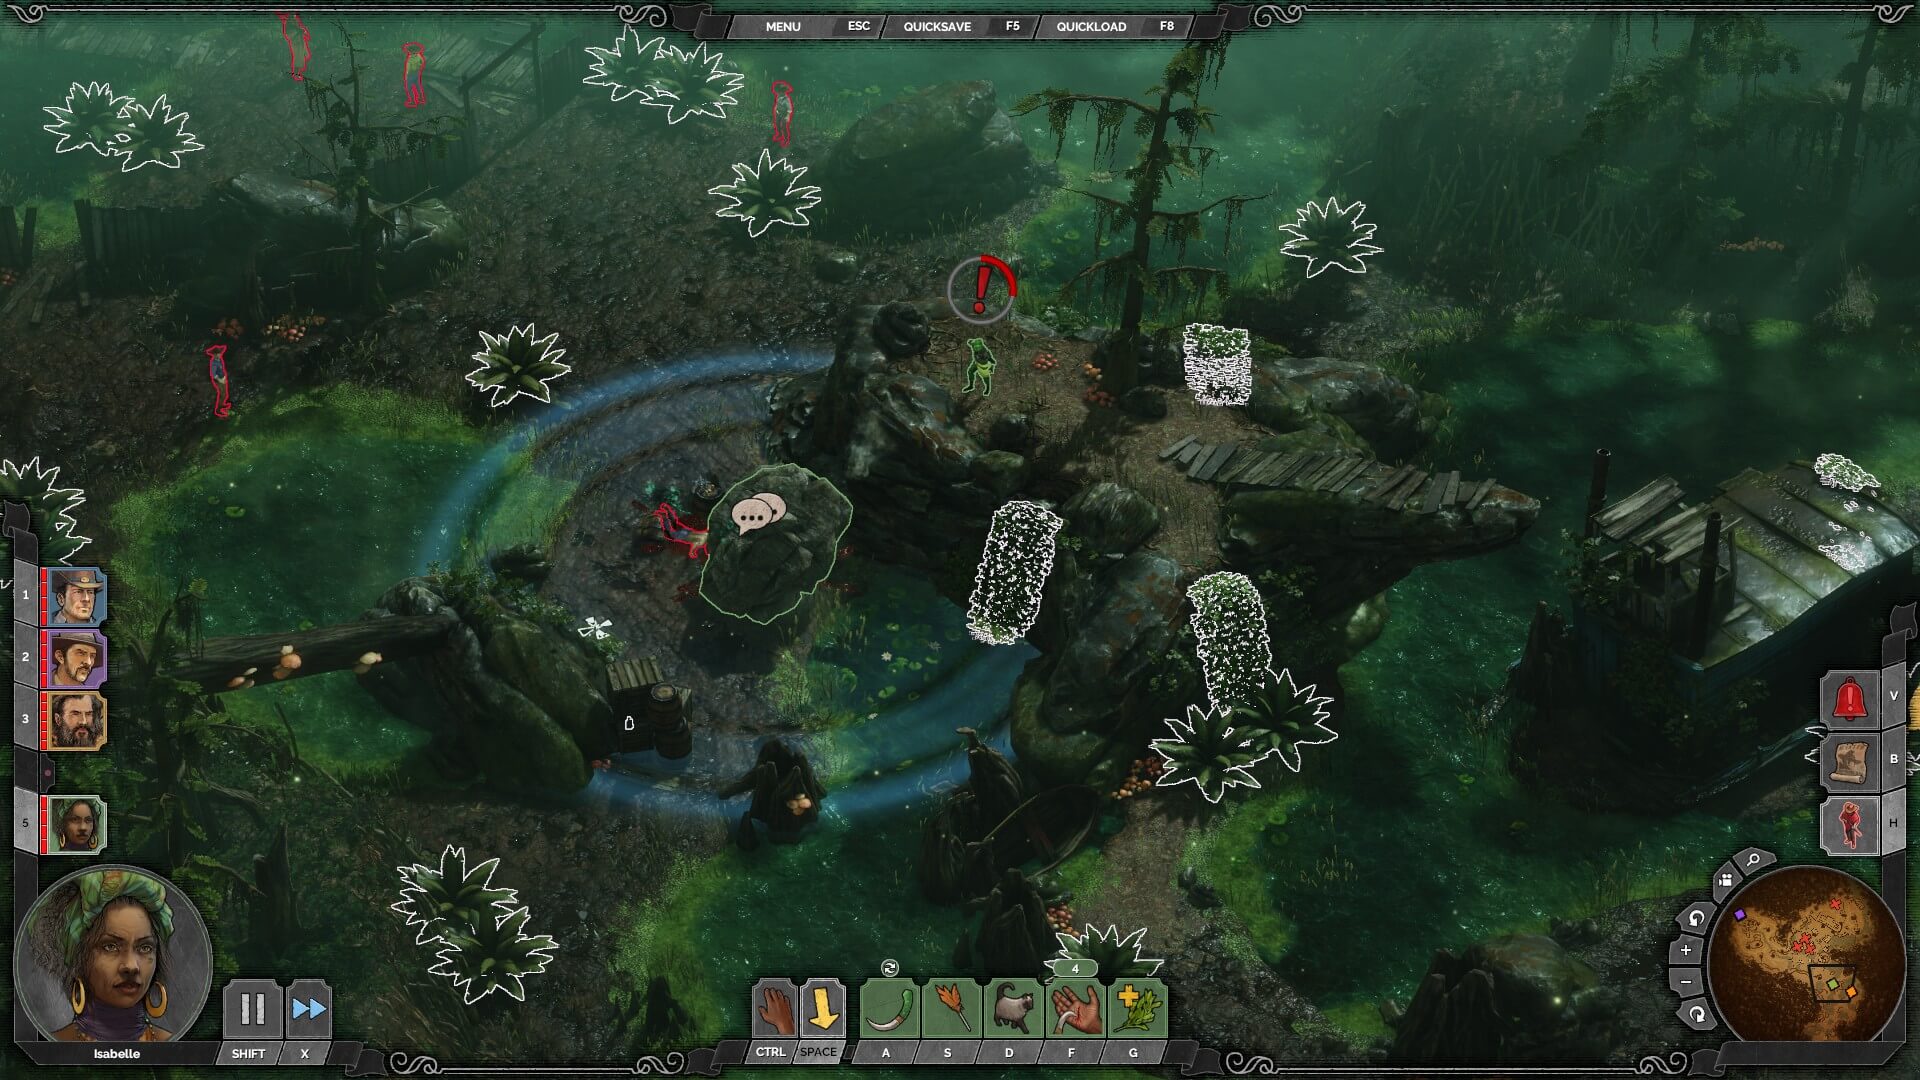 MENU ESC QUICKSAVE F5 QUICKLOAD F8
1
2
3
5
V
B
H
4
Isabelle SHIFT X CTRL SPACE A S D F G